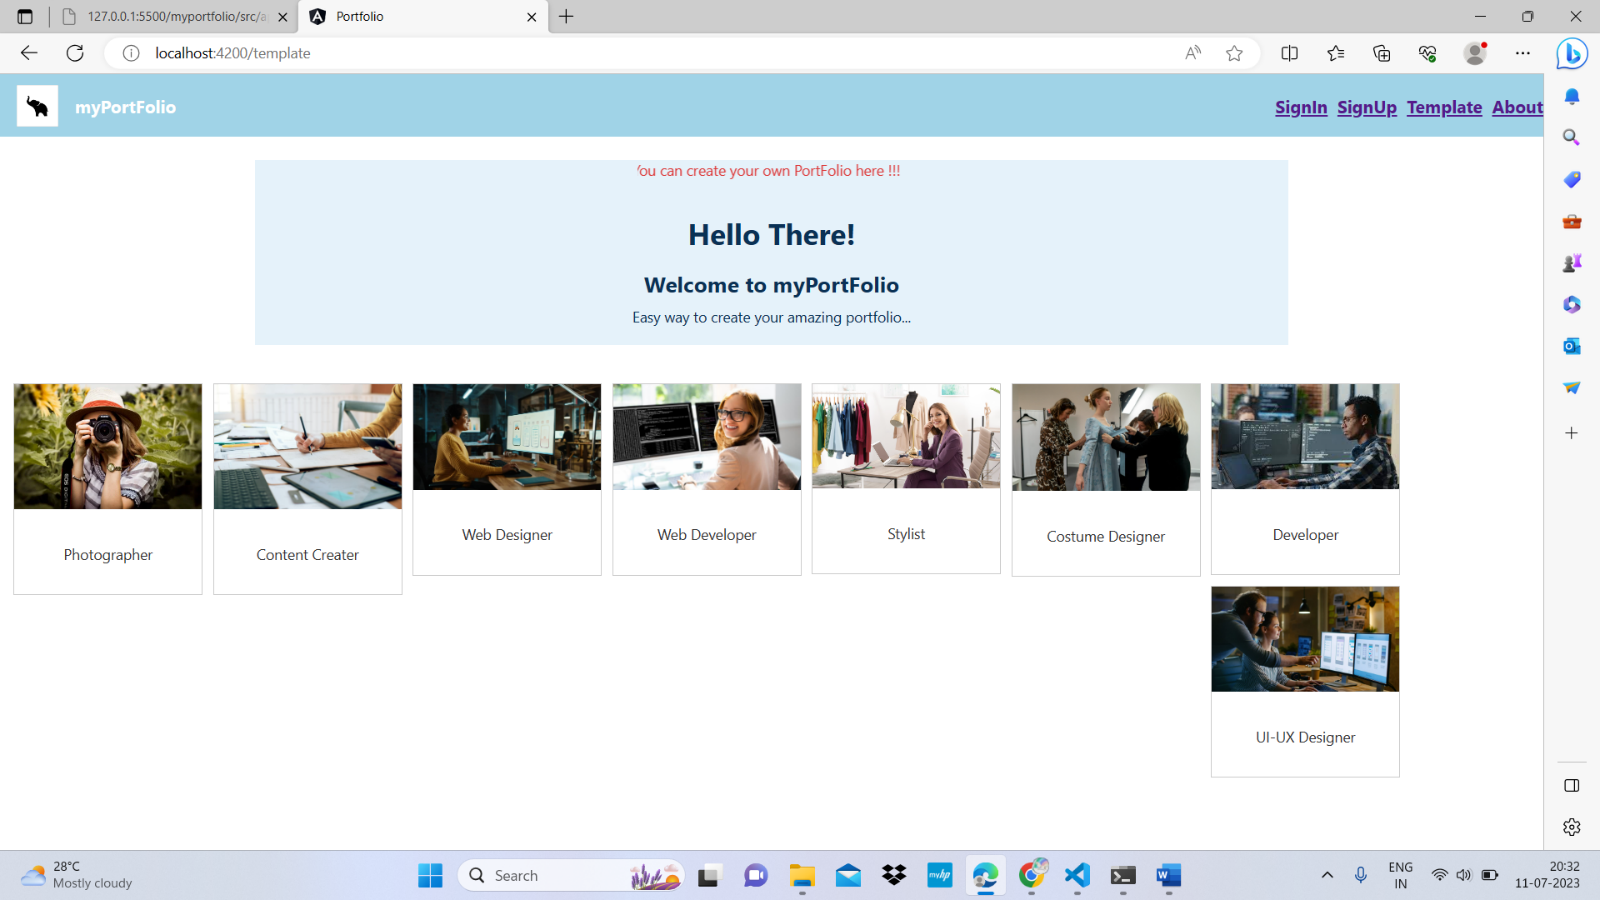 127.0.0.1:5500/myportfolio/src/a
Portfolio
localhost:4200/template
myPortFolio
SignIn SignUp Template About
ou can create your own PortFolio here !!!
Hello There!
Welcome to myPortFolio
Easy way to create your amazing portfolio...
Photographer
Content Creater
Web Designer
Web Developer
Stylist
Costume Designer
Developer
UI-UX Designer
28°C
Mostly cloudy
Search
myhp
ENG
IN
20:32
11-07-2023